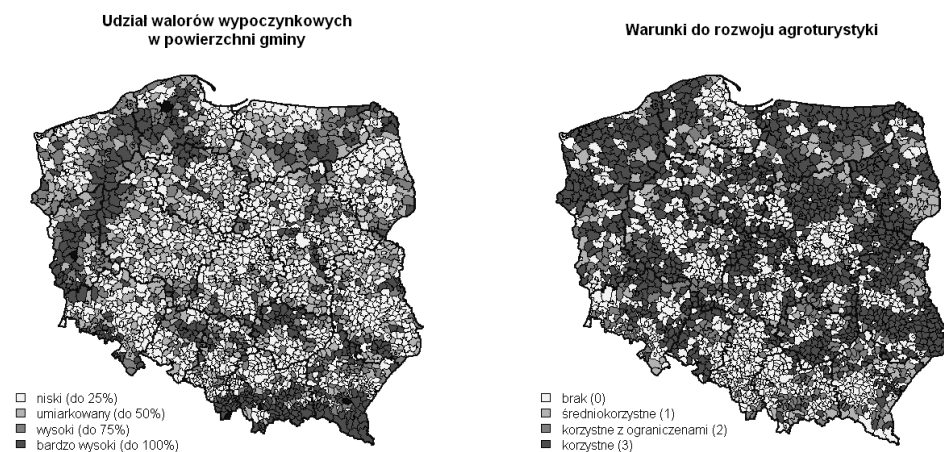 Udzial walorów wypoczynkowych
w powierzchni gminy
niski (do 25%)
umiarkowany (do 50%)
wysoki (do 75%)
bardzo wysoki (do 100%)
Warunki do rozwoju agroturystyki
brak (0)
średniokorzystne (1)
korzystne z ograniczenami (2)
korzystne (3)